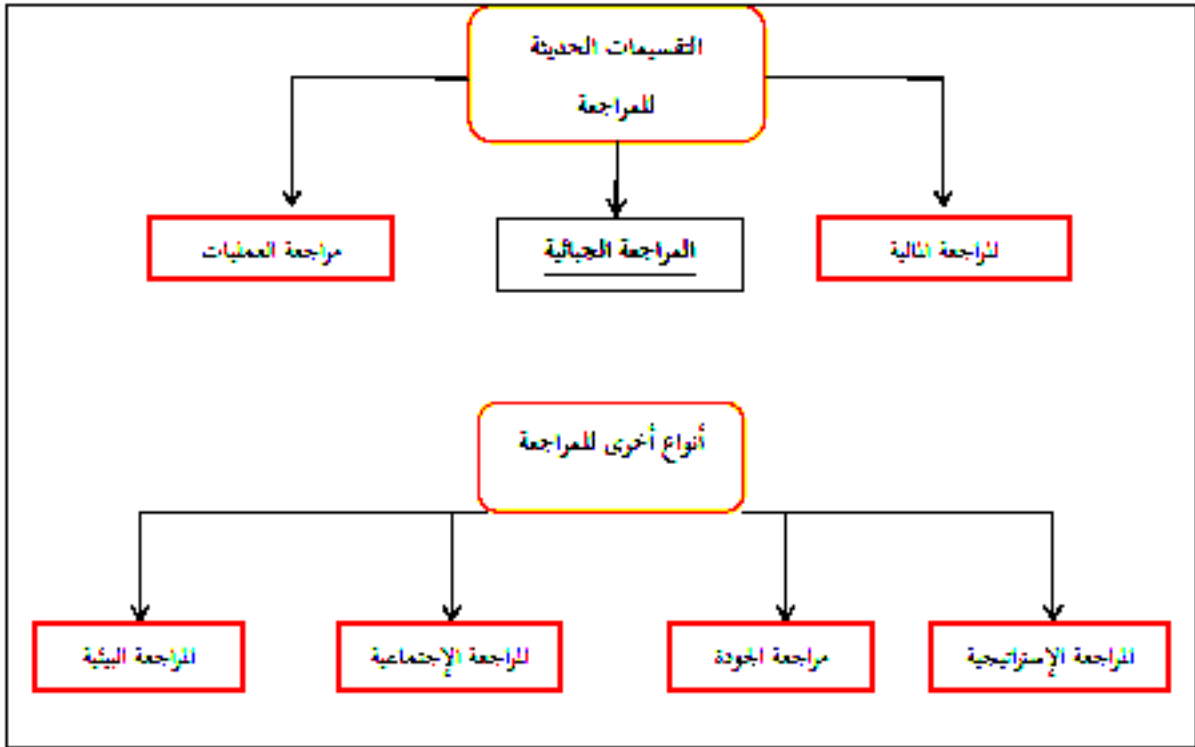 التقسيمات الحديثة
للمراجعة
المراجعة المالية
المراجعة الجبائية
مراجعة العمليات
أنواع أخرى للمراجعة
المراجعة الإستراتيجية
مراجعة الجودة
المراجعة الإجتماعية
المراجعة البيئية